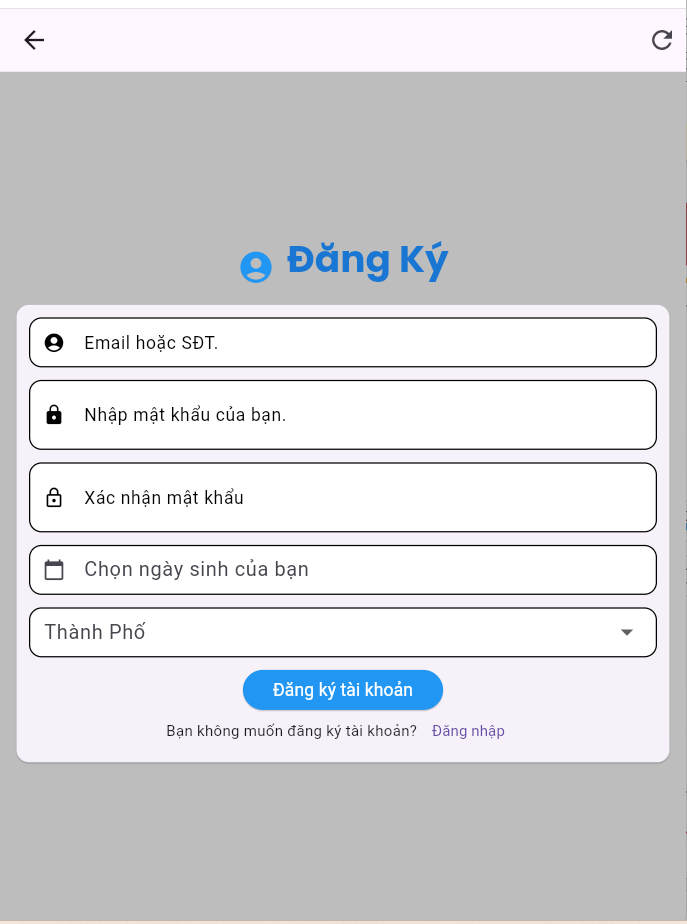 Đăng Ký
Email hoặc SĐT.
Nhập mật khẩu của bạn.
Xác nhận mật khẩu
Chọn ngày sinh của bạn
Thành Phố
Đăng ký tài khoản
Bạn không muốn đăng ký tài khoản? Đăng nhập